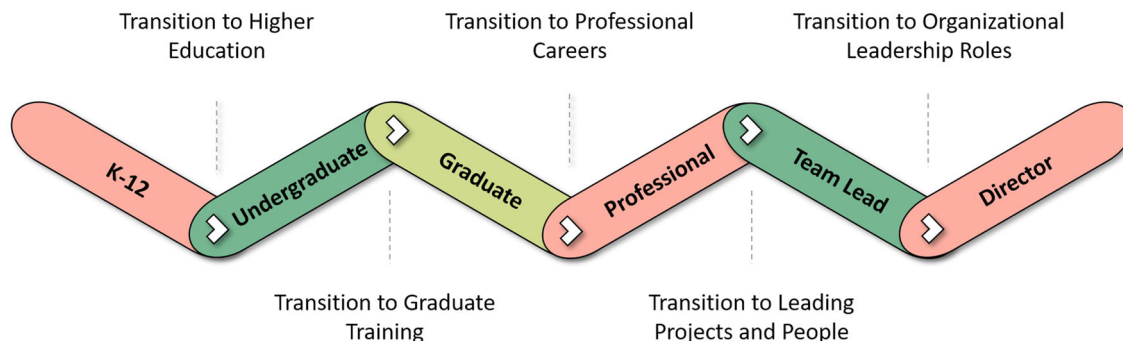 Transition to Higher
Education
Transition to Professional
Careers
Transition to Organizational
Leadership Roles
K-12
Undergraduate
Graduate
Professional
Team Lead
Director
Transition to Graduate
Training
Transition to Leading
Projects and People